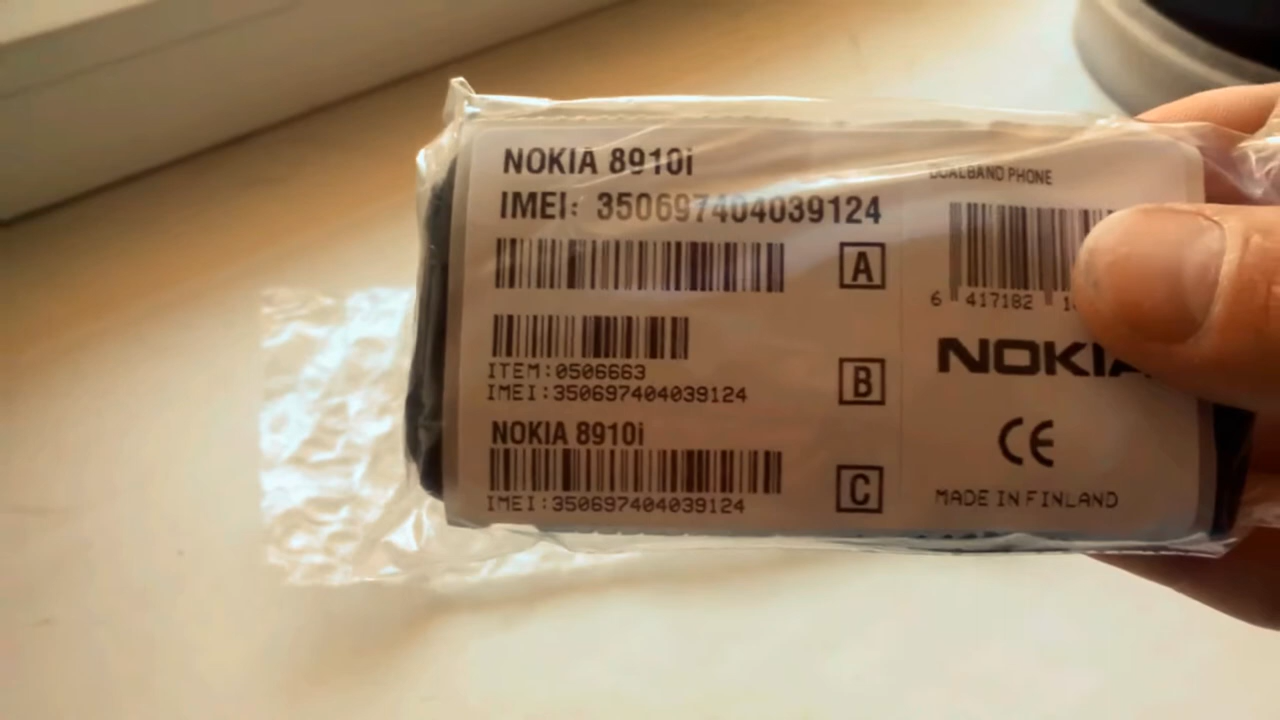 NOKIA 8910i
IMEI: 350697404039124
A
ITEM:0506663
IMEI:350697404039124
B
NOKIA 8910i
IMEI:350697404039124
C
DUALBAND PHONE
6 417182
NOKIA
CE
MADE IN FINLAND